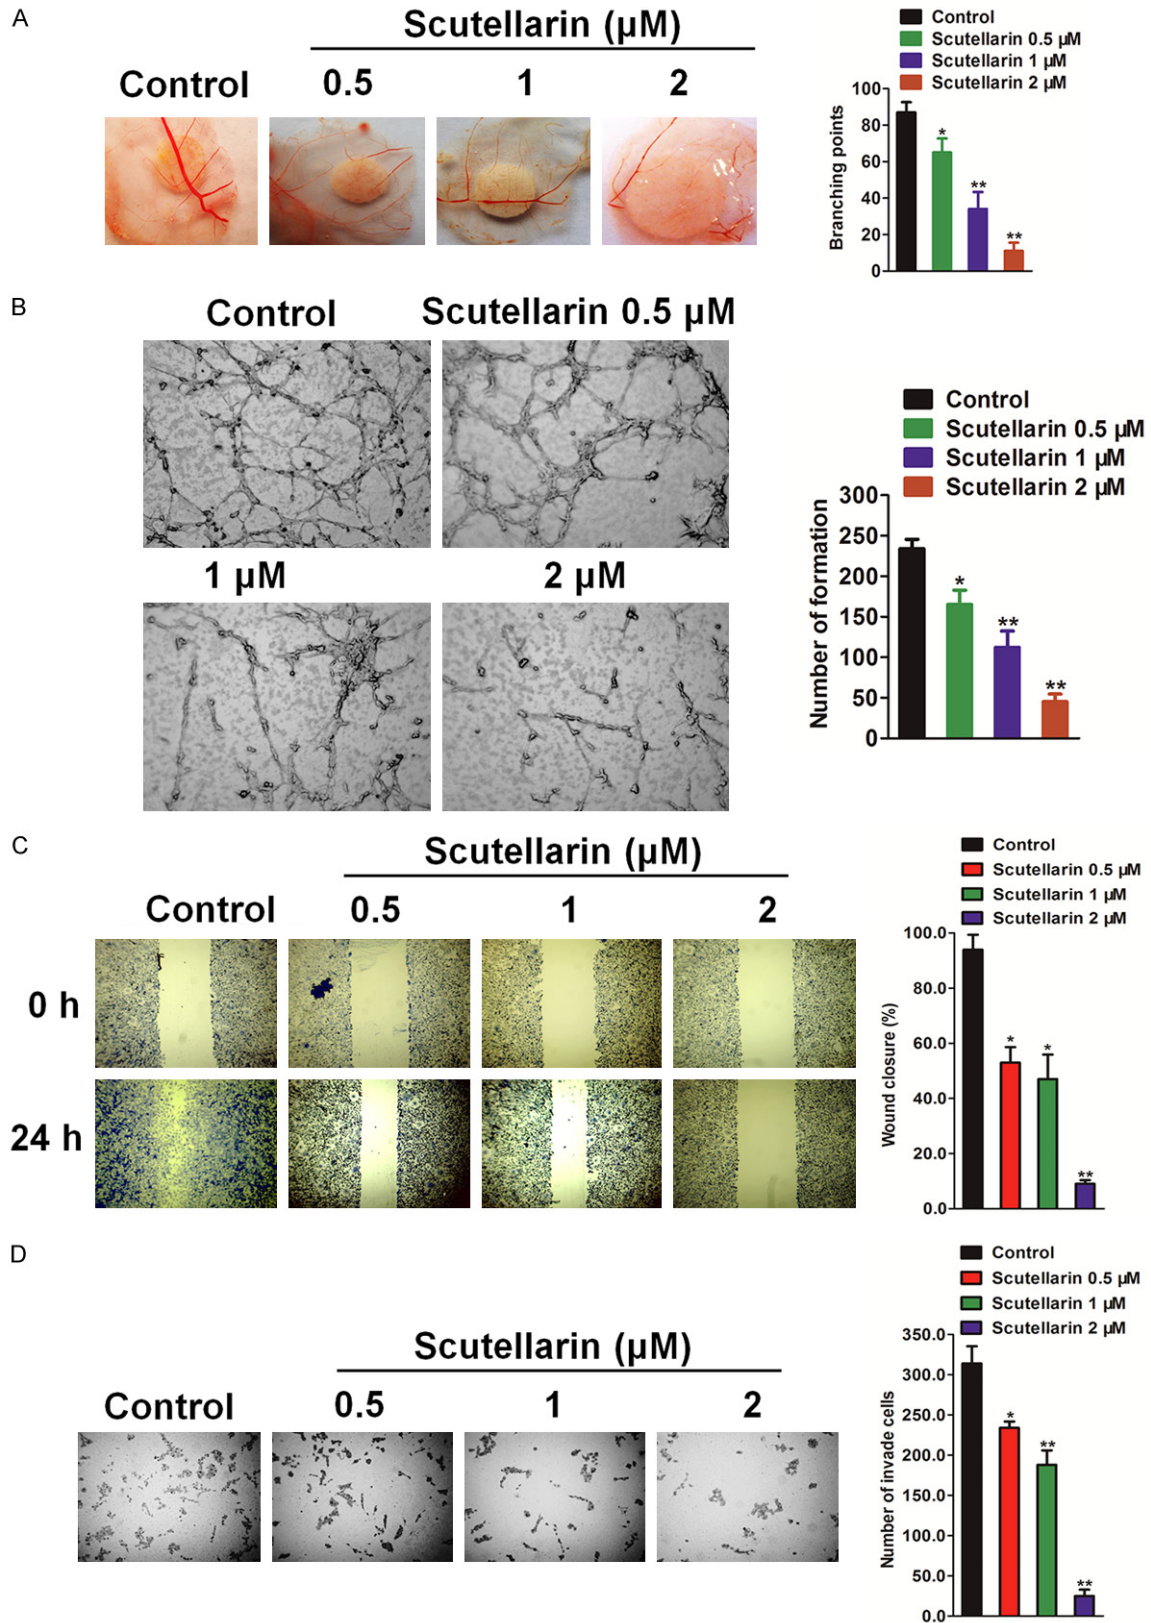 A
Scutellarin (µM)
Control 0.5 1 2
Control
Scutellarin 0.5 µM
Scutellarin 1 µM
Scutellarin 2 µM
Branching points
100
80
60
40
20
0
*
**
**
B
Control Scutellarin 0.5 µM
1 µM 2 µM
Control
Scutellarin 0.5 µM
Scutellarin 1 µM
Scutellarin 2 µM
Number of formation
300
250
200
150
100
50
0
*
**
**
C
Scutellarin (µM)
Control 0.5 1 2
0 h
24 h
Control
Scutellarin 0.5 µM
Scutellarin 1 µM
Scutellarin 2 µM
Wound closure (%)
100.0
80.0
60.0
40.0
20.0
0.0
*
*
**
D
Scutellarin (µM)
Control 0.5 1 2
Control
Scutellarin 0.5 µM
Scutellarin 1 µM
Scutellarin 2 µM
Number of invade cells
350.0
300.0
250.0
200.0
150.0
100.0
50.0
0.0
*
**
**